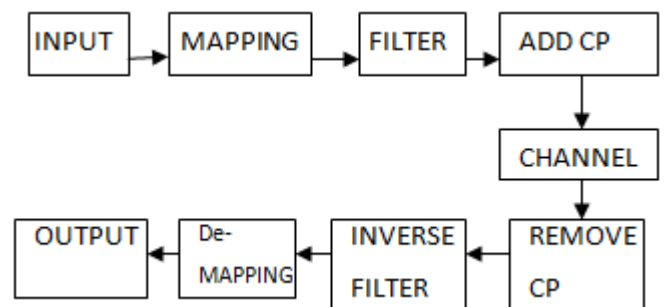 INPUT
MAPPING
FILTER
ADD CP
CHANNEL
REMOVE
CP
INVERSE
FILTER
De-
MAPPING
OUTPUT